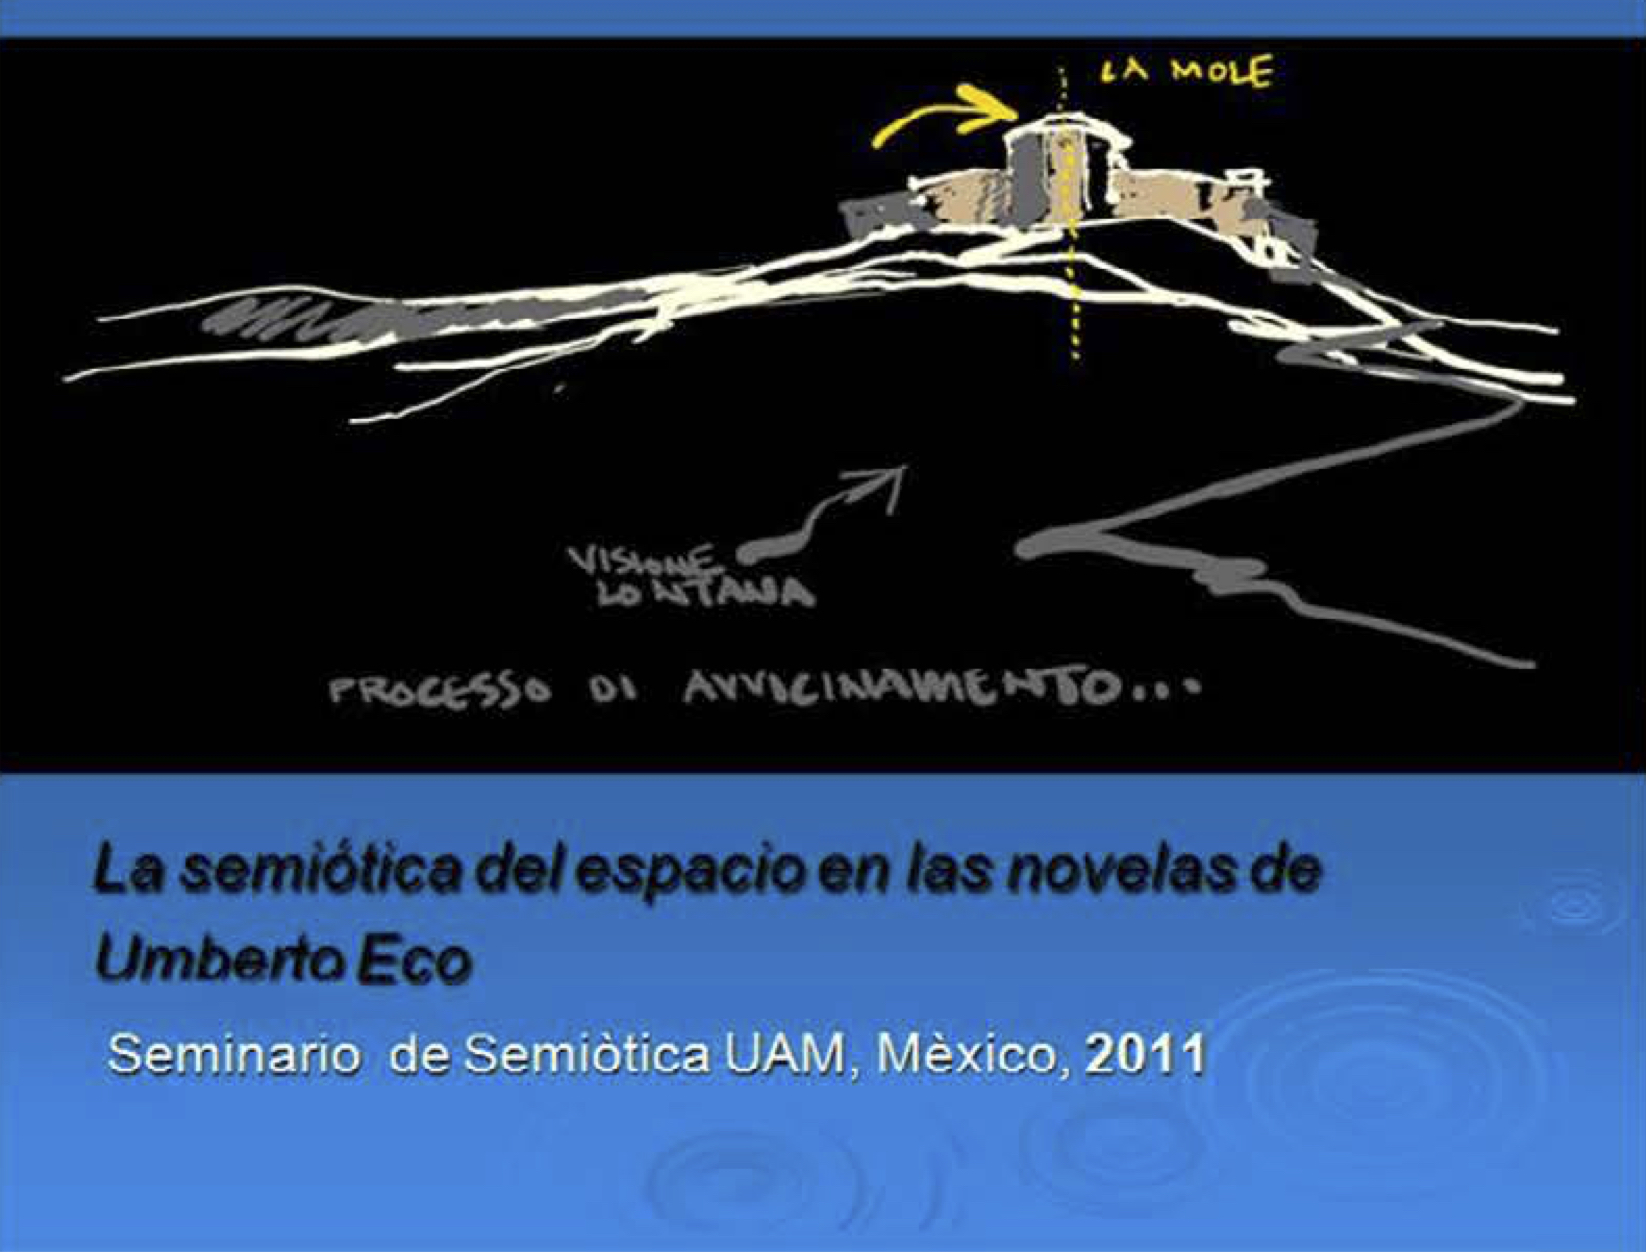 LA MOLE
VISIONE
LONTANA
PROCESSO DI AVVICINAMENTO...
La semiótica del espacio en las novelas de
Umberto Eco
Seminario de Semiòtica UAM, Mèxico, 2011